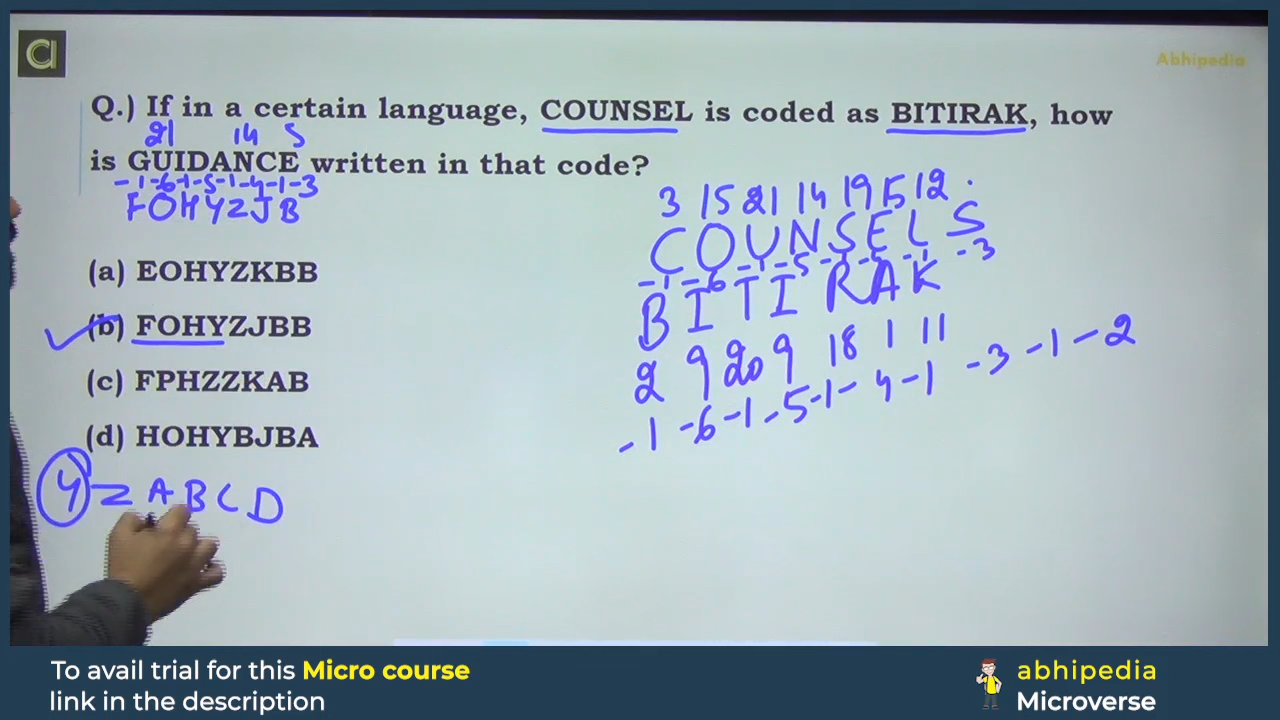 Abhipedia
Q.) If in a certain language, COUNSEL is coded as BITIRAK, how
21 14 5
is GUIDANCE written in that code?
-1-6-1-5-1-4-1-3
FOHYZJB
3 15 21 14 19 5 12
COUNSELS
-1 -6 -1 -5 -1 -5 -1 -3
BITIRAK
2 9 20 9 18 1 11
-1 -6 -1 -5 -1 -4 -1 -3 -1 -2
(a) EOHYZKBB
(b) FOHYZJBB
(c) FPHZZKAB
(d) HOHYBJBA
YZABCD
To avail trial for this Micro course
link in the description
abhipedia
Microverse